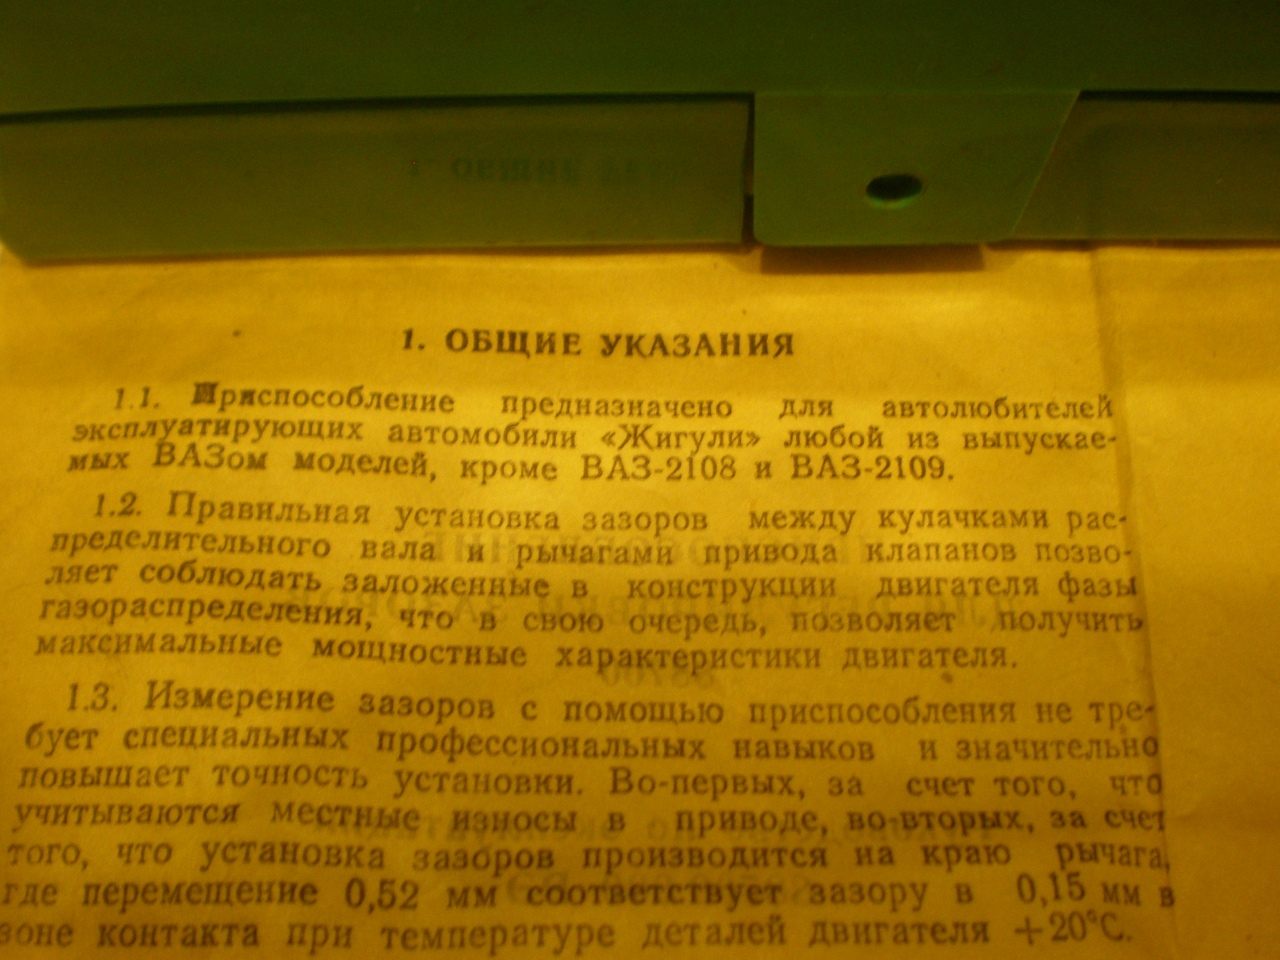 1. ОБЩИЕ УКАЗАНИЯ
1.1. Приспособление предназначено для автолюбителей
эксплуатирующих автомобили «Жигули» любой из выпускае-
мых ВАЗом моделей, кроме ВАЗ-2108 и ВАЗ-2109.
1.2. Правильная установка зазоров между кулачками рас-
пределительного вала и рычагами привода клапанов позво-
ляет соблюдать заложенные в конструкции двигателя фазы
газораспределения, что в свою очередь, позволяет получить
максимальные мощностные характеристики двигателя.
1.3. Измерение зазоров с помощью приспособления не тре-
бует специальных профессиональных навыков и значительно
повышает точность установки. Во-первых, за счет того, что
учитываются местные износы в приводе, во-вторых, за счет
того, что установка зазоров производится на краю рычага,
где перемещение 0,52 мм соответствует зазору в 0,15 мм в
зоне контакта при температуре деталей двигателя +20°С.